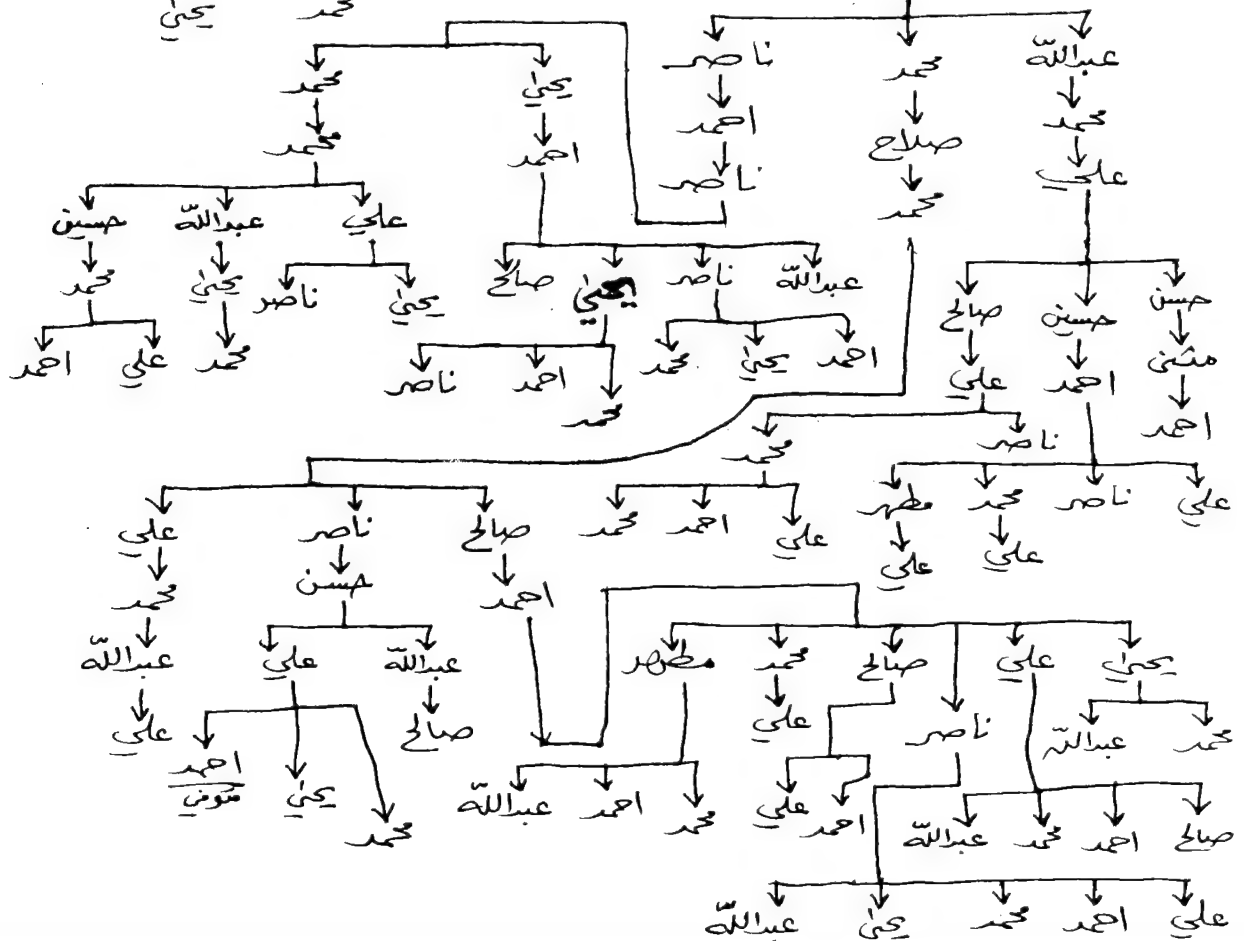 محمد يحيى
عبدالله محمد ناصر
يحيى محمد
محمد احمد
محمد
صلاح
احمد
علي ناصر
محمد
علي عبدالله حسين
عبدالله ناصر يحيى صالح
يحيى ناصر يحيى محمد
حسن حسين صالح
احمد يحيى محمد
محمد علي احمد
محمد احمد ناصر
مثنى احمد علي
احمد ناصر محمد
علي ناصر محمد مطهر
علي احمد محمد
صالح ناصر علي
علي علي
احمد حسن محمد
يحيى علي صالح محمد مطهر
عبدالله علي عبدالله
ناصر علي
محمد عبدالله
صالح علي
احمد علي
محمد احمد عبدالله
محمد يحيى احمد
متوفي
صالح احمد محمد عبدالله
علي احمد محمد يحيى عبدالله